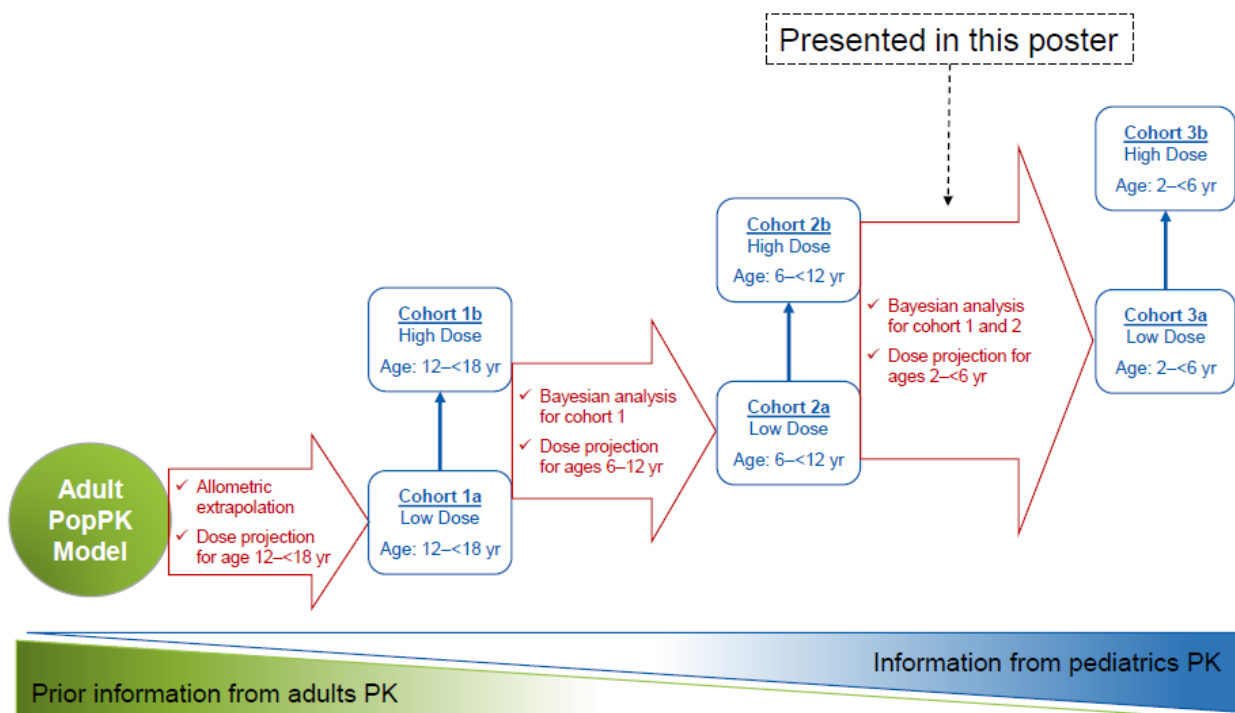 Presented in this poster
Cohort 3b
High Dose
Age: 2–<6 yr
Cohort 2b
High Dose
Age: 6–<12 yr
Cohort 1b
High Dose
Age: 12–<18 yr
✓ Bayesian analysis
for cohort 1 and 2
✓ Dose projection for
ages 2–<6 yr
Cohort 3a
Low Dose
Age: 2–<6 yr
✓ Bayesian analysis
for cohort 1
✓ Dose projection
for ages 6–12 yr
Cohort 2a
Low Dose
Age: 6–<12 yr
Adult
PopPK
Model
✓ Allometric
extrapolation
✓ Dose projection
for age 12–<18 yr
Cohort 1a
Low Dose
Age: 12–<18 yr
Information from pediatrics PK
Prior information from adults PK